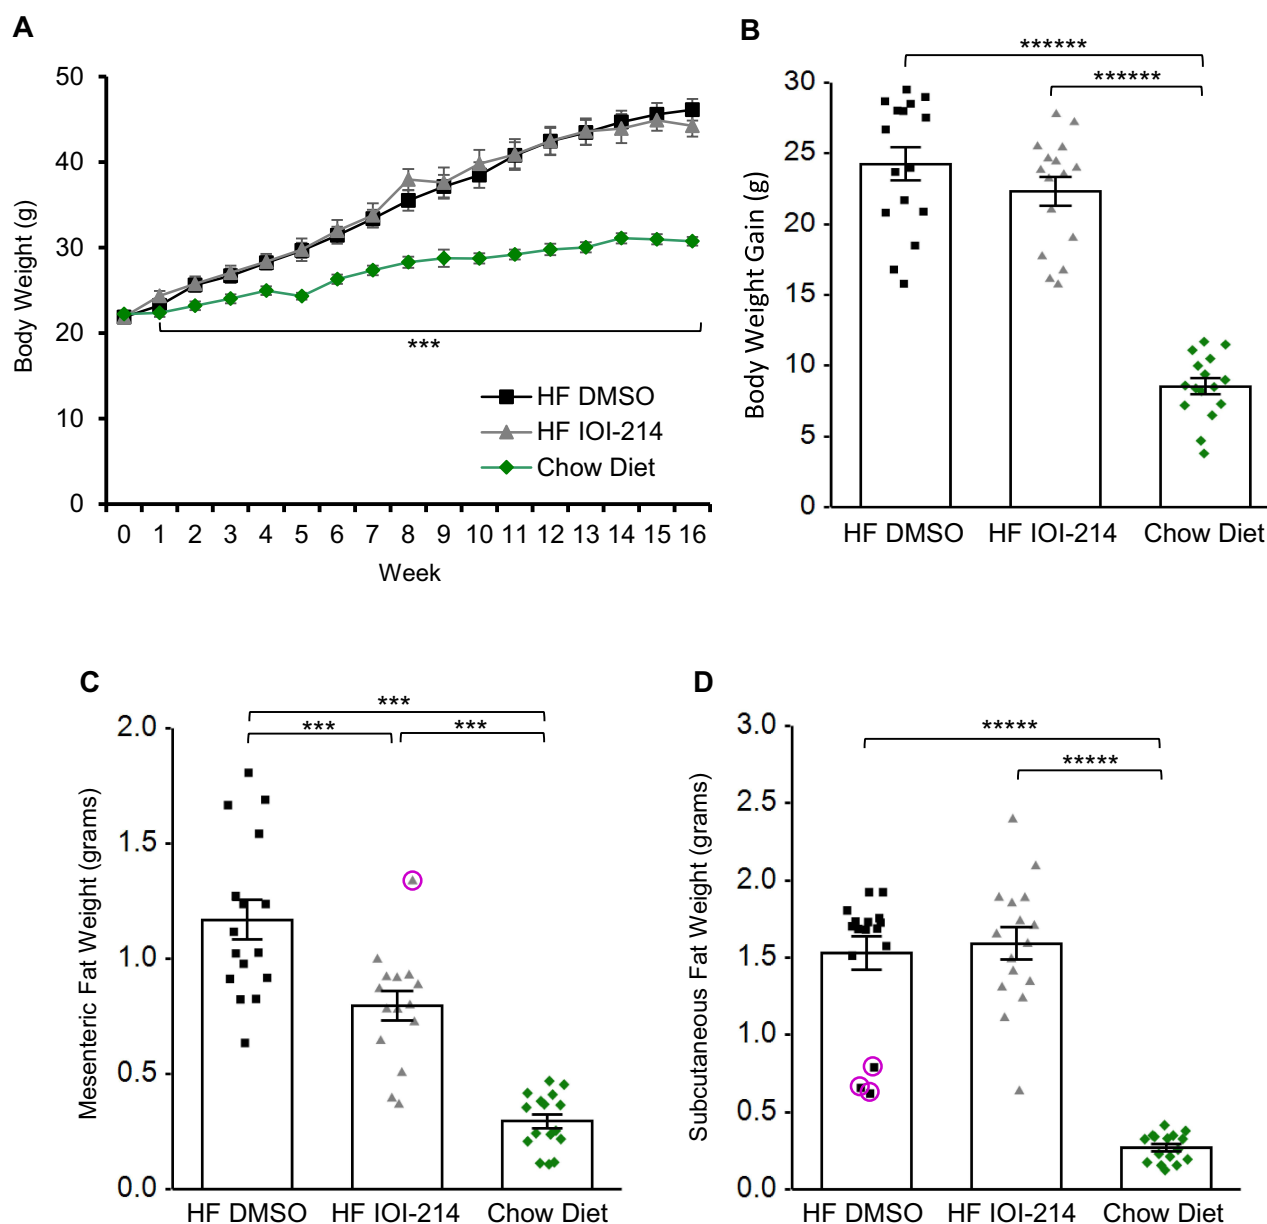 A
Body Weight (g)
50
40
30
20
10
0
***
HF DMSO
HF IOI-214
Chow Diet
0 1 2 3 4 5 6 7 8 9 10 11 12 13 14 15 16
Week
B
Body Weight Gain (g)
******
******
30
25
20
15
10
5
0
HF DMSO HF IOI-214 Chow Diet
C
Mesenteric Fat Weight (grams)
***
*** ***
2.0
1.5
1.0
0.5
0.0
HF DMSO HF IOI-214 Chow Diet
D
Subcutaneous Fat Weight (grams)
*****
*****
3.0
2.5
2.0
1.5
1.0
0.5
0.0
HF DMSO HF IOI-214 Chow Diet